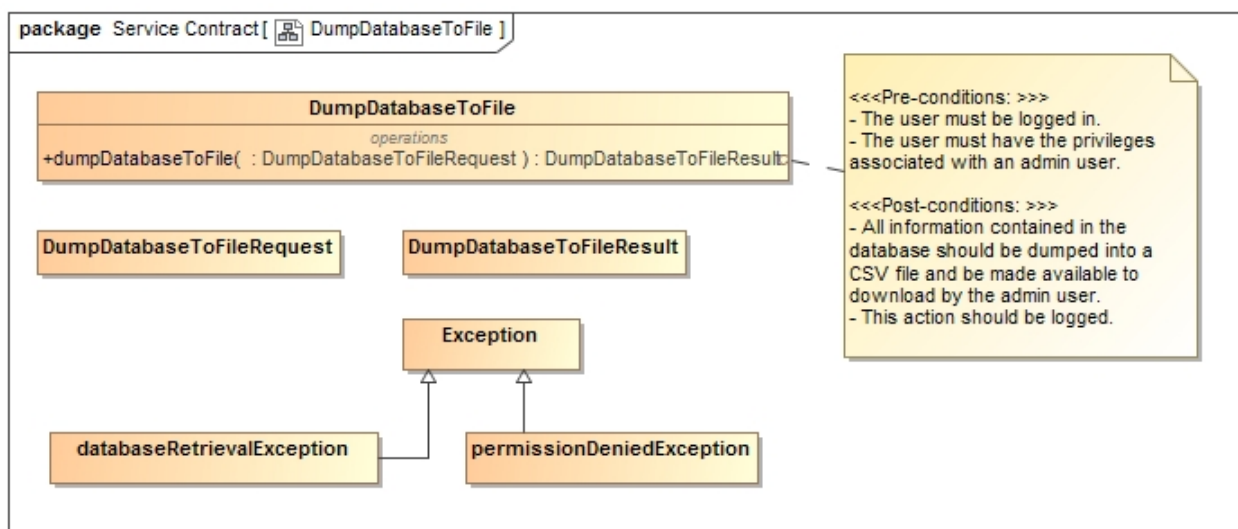 package Service Contract [ DumpDatabaseToFile ]
DumpDatabaseToFile
operations
+dumpDatabaseToFile( : DumpDatabaseToFileRequest ) : DumpDatabaseToFileResult
<<<Pre-conditions: >>>
- The user must be logged in.
- The user must have the privileges
associated with an admin user.
<<<Post-conditions: >>>
- All information contained in the
database should be dumped into a
CSV file and be made available to
download by the admin user.
- This action should be logged.
DumpDatabaseToFileRequest
DumpDatabaseToFileResult
Exception
databaseRetrievalException
permissionDeniedException